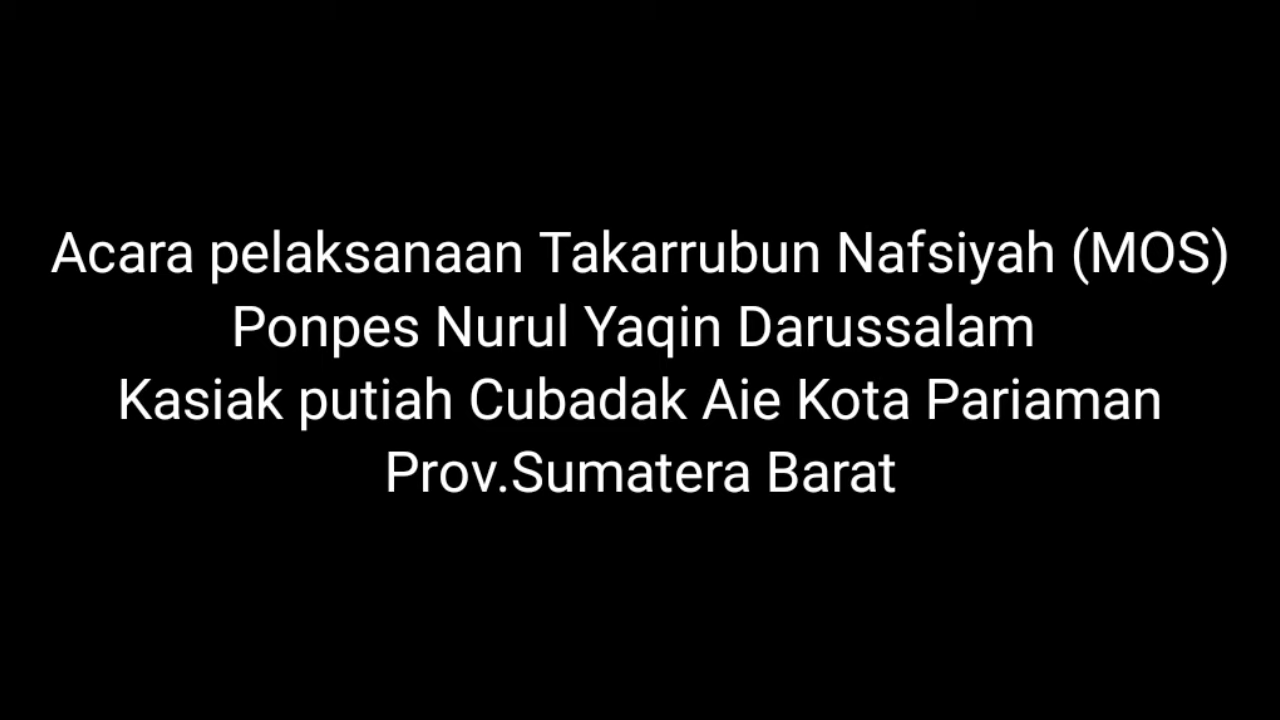 Acara pelaksanaan Takarrubun Nafsiyah (MOS)
Ponpes Nurul Yaqin Darussalam
Kasiak putiah Cubadak Aie Kota Pariaman
Prov.Sumatera Barat